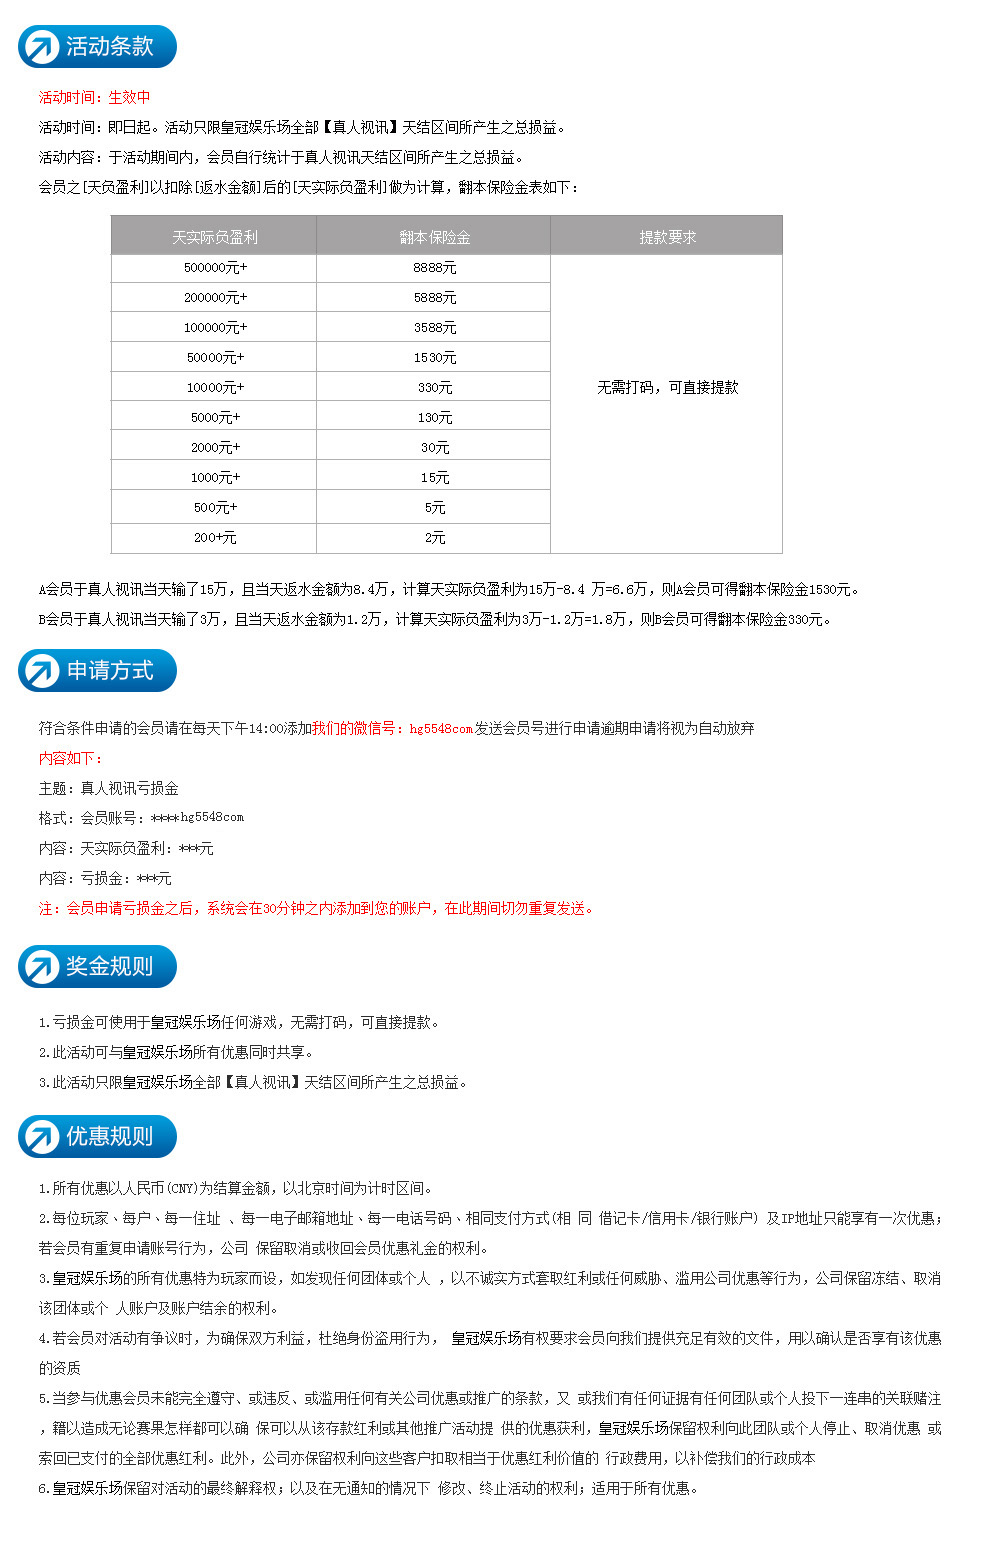 活动条款
活动时间：生效中
活动时间：即日起。活动只限皇冠娱乐场全部【真人视讯】天结区间所产生之总损益。
活动内容：于活动期间内，会员自行统计于真人视讯天结区间所产生之总损益。
会员之[天负盈利]以扣除[返水金额]后的[天实际负盈利]做为计算，翻本保险金表如下：
天实际负盈利 翻本保险金 提款要求
500000元+ 8888元
200000元+ 5888元
100000元+ 3588元
50000元+ 1530元
10000元+ 330元 无需打码，可直接提款
5000元+ 130元
2000元+ 30元
1000元+ 15元
500元+ 5元
200+元 2元
A会员于真人视讯当天输了15万，且当天返水金额为8.4万，计算天实际负盈利为15万-8.4 万=6.6万，则A会员可得翻本保险金1530元。
B会员于真人视讯当天输了3万，且当天返水金额为1.2万，计算天实际负盈利为3万-1.2万=1.8万，则B会员可得翻本保险金330元。
申请方式
符合条件申请的会员请在每天下午14:00添加我们的微信号：hg5548com发送会员号进行申请逾期申请将视为自动放弃
内容如下：
主题：真人视讯亏损金
格式：会员账号：****hg5548com
内容：天实际负盈利：***元
内容：亏损金：***元
注：会员申请亏损金之后，系统会在30分钟之内添加到您的账户，在此期间切勿重复发送。
奖金规则
1.亏损金可使用于皇冠娱乐场任何游戏，无需打码，可直接提款。
2.此活动可与皇冠娱乐场所有优惠同时共享。
3.此活动只限皇冠娱乐场全部【真人视讯】天结区间所产生之总损益。
优惠规则
1.所有优惠以人民币(CNY)为结算金额，以北京时间为计时区间。
2.每位玩家﹑每户﹑每一住址 ﹑每一电子邮箱地址﹑每一电话号码﹑相同支付方式(相 同 借记卡/信用卡/银行账户) 及IP地址只能享有一次优惠；
若会员有重复申请账号行为，公司 保留取消或收回会员优惠礼金的权利。
3.皇冠娱乐场的所有优惠特为玩家而设，如发现任何团体或个人 ，以不诚实方式套取红利或任何威胁、滥用公司优惠等行为，公司保留冻结、取消
该团体或个 人账户及账户结余的权利。
4.若会员对活动有争议时，为确保双方利益，杜绝身份盗用行为， 皇冠娱乐场有权要求会员向我们提供充足有效的文件，用以确认是否享有该优惠
的资质
5.当参与优惠会员未能完全遵守、或违反、或滥用任何有关公司优惠或推广的条款，又 或我们有任何证据有任何团队或个人投下一连串的关联赌注
，籍以造成无论赛果怎样都可以确 保可以从该存款红利或其他推广活动提 供的优惠获利，皇冠娱乐场保留权利向此团队或个人停止、取消优惠 或
索回已支付的全部优惠红利。此外，公司亦保留权利向这些客户扣取相当于优惠红利价值的 行政费用，以补偿我们的行政成本
6.皇冠娱乐场保留对活动的最终解释权；以及在无通知的情况下 修改、终止活动的权利；适用于所有优惠。